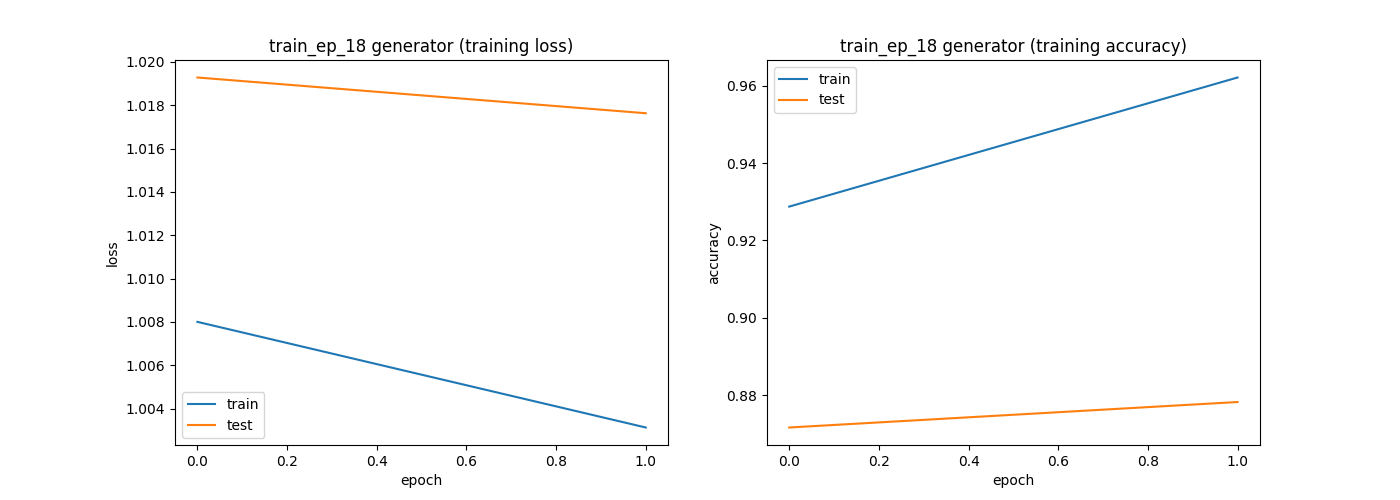 train_ep_18 generator (training loss)
1.020
1.018
1.016
1.014
1.012
1.010
1.008
1.006
1.004
loss
train
test
0.0 0.2 0.4 0.6 0.8 1.0
epoch
train_ep_18 generator (training accuracy)
train
test
0.96
0.94
0.92
0.90
0.88
accuracy
0.0 0.2 0.4 0.6 0.8 1.0
epoch